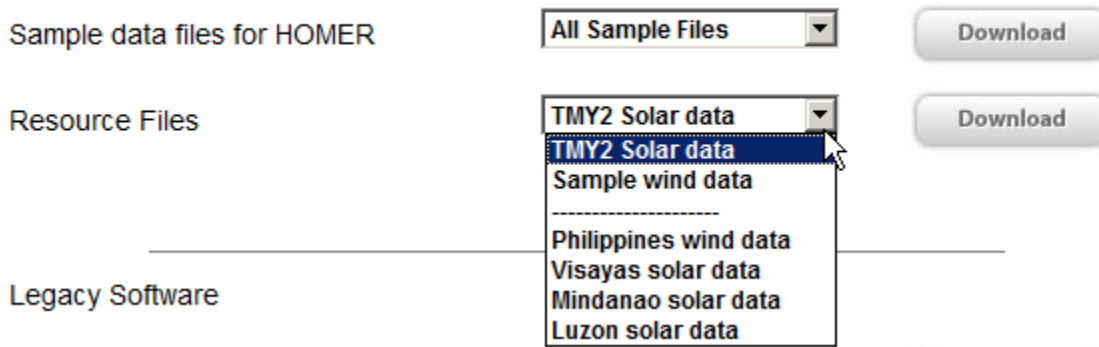 Sample data files for HOMER All Sample Files Download
Resource Files TMY2 Solar data Download
TMY2 Solar data
Sample wind data
---------------------
Philippines wind data
Visayas solar data
Legacy Software
Mindanao solar data
Luzon solar data